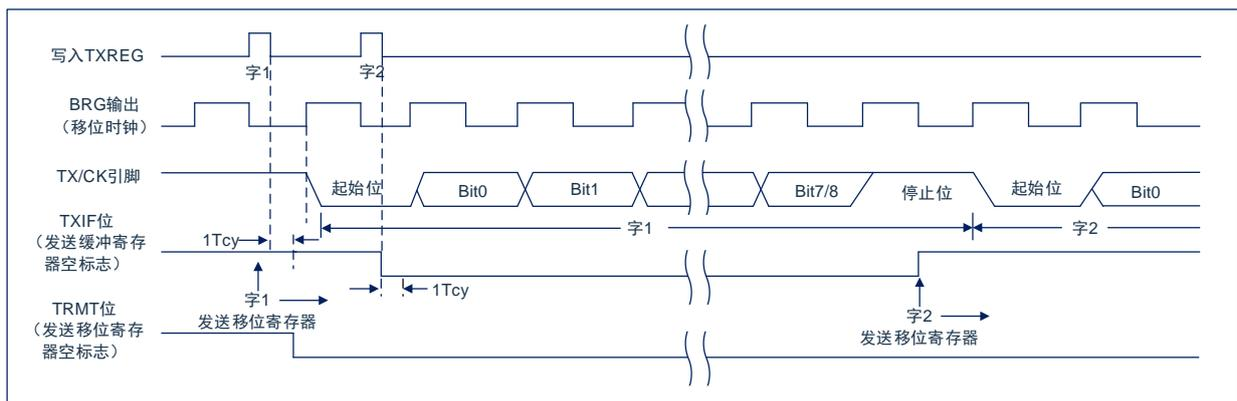 写入TXREG
字1
字2
BRG输出
（移位时钟）
TX/CK引脚
起始位
Bit0
Bit1
Bit7/8
停止位
起始位
Bit0
字1
字2
TXIF位
（发送缓冲寄存
器空标志）
1Tcy
1Tcy
字1
发送移位寄存器
字2
发送移位寄存器
TRMT位
（发送移位寄存
器空标志）